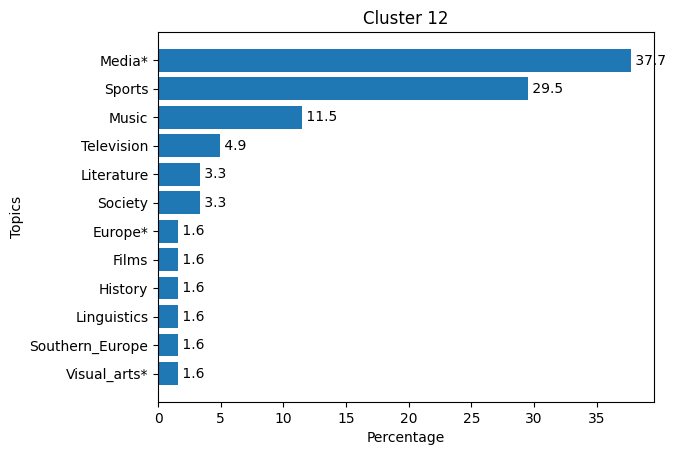 Cluster 12
Topics
Media* 37.7
Sports 29.5
Music 11.5
Television 4.9
Literature 3.3
Society 3.3
Europe* 1.6
Films 1.6
History 1.6
Linguistics 1.6
Southern_Europe 1.6
Visual_arts* 1.6
0 5 10 15 20 25 30 35
Percentage